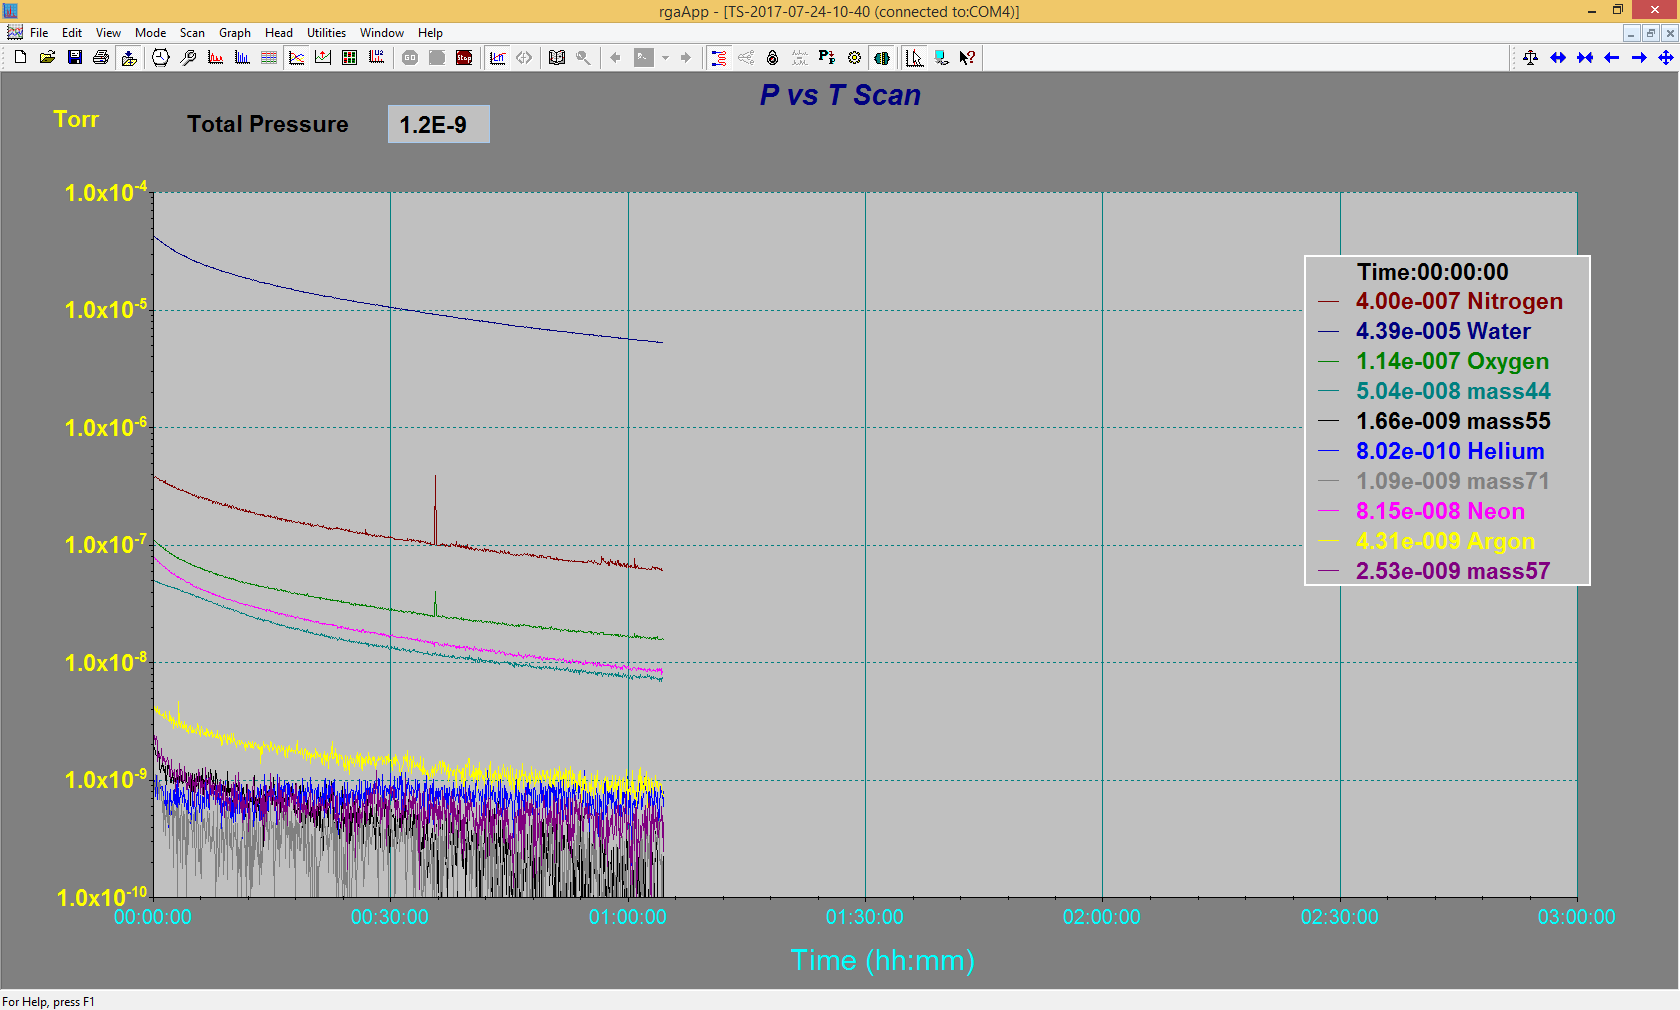 rgaApp - [TS-2017-07-24-10-40 (connected to:COM4)]
File Edit View Mode Scan Graph Head Utilities Window Help
GO Stop
P vs T Scan
Torr
Total Pressure 1.2E-9
1.0x10-4
1.0x10-5
1.0x10-6
1.0x10-7
1.0x10-8
1.0x10-9
1.0x10-10
Time:00:00:00
4.00e-007 Nitrogen
4.39e-005 Water
1.14e-007 Oxygen
5.04e-008 mass44
1.66e-009 mass55
8.02e-010 Helium
1.09e-009 mass71
8.15e-008 Neon
4.31e-009 Argon
2.53e-009 mass57
00:00:00 00:30:00 01:00:00 01:30:00 02:00:00 02:30:00 03:00:00
Time (hh:mm)
For Help, press F1